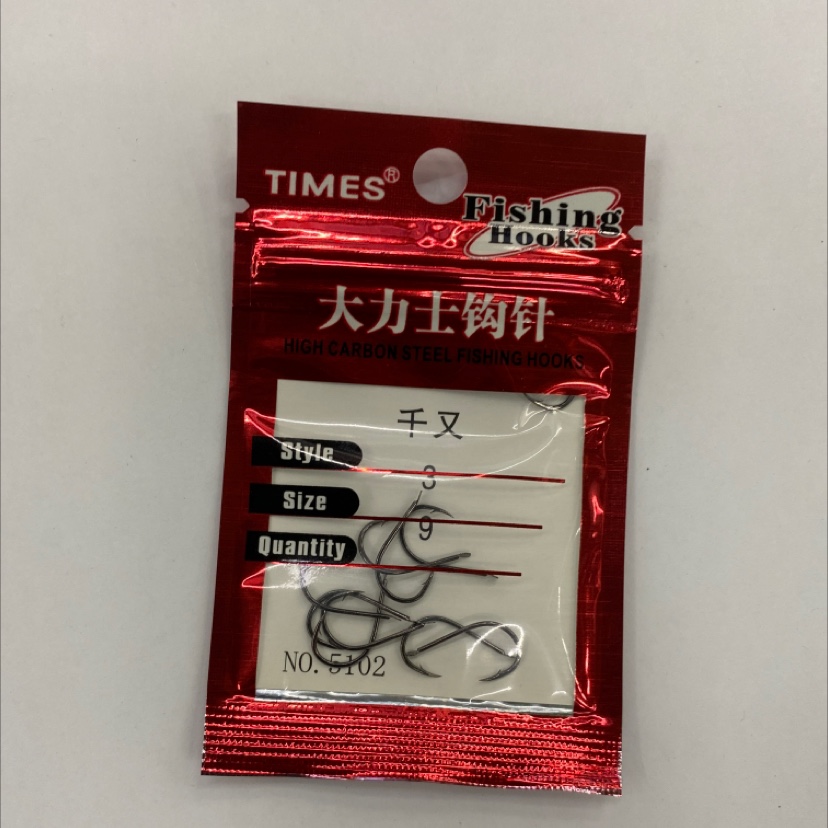 TIMES®
Fishing
Hooks
大力士钩针
HIGH CARBON STEEL FISHING HOOKS
千又
Style
3
Size
9
Quantity
NO. 5102